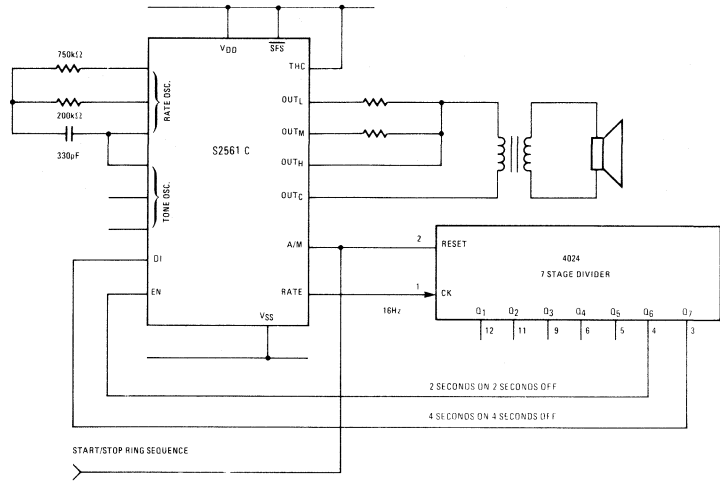 VDD
SFS
THC
750kΩ
200kΩ
330pF
RATE OSC.
TONE OSC.
S2561 C
OUTL
OUTM
OUTH
OUTC
A/M
RATE
DI
EN
VSS
2
RESET
4024
7 STAGE DIVIDER
1
CK
16Hz
Q1 Q2 Q3 Q4 Q5 Q6 Q7
12 11 9 6 5 4 3
2 SECONDS ON 2 SECONDS OFF
4 SECONDS ON 4 SECONDS OFF
START/STOP RING SEQUENCE